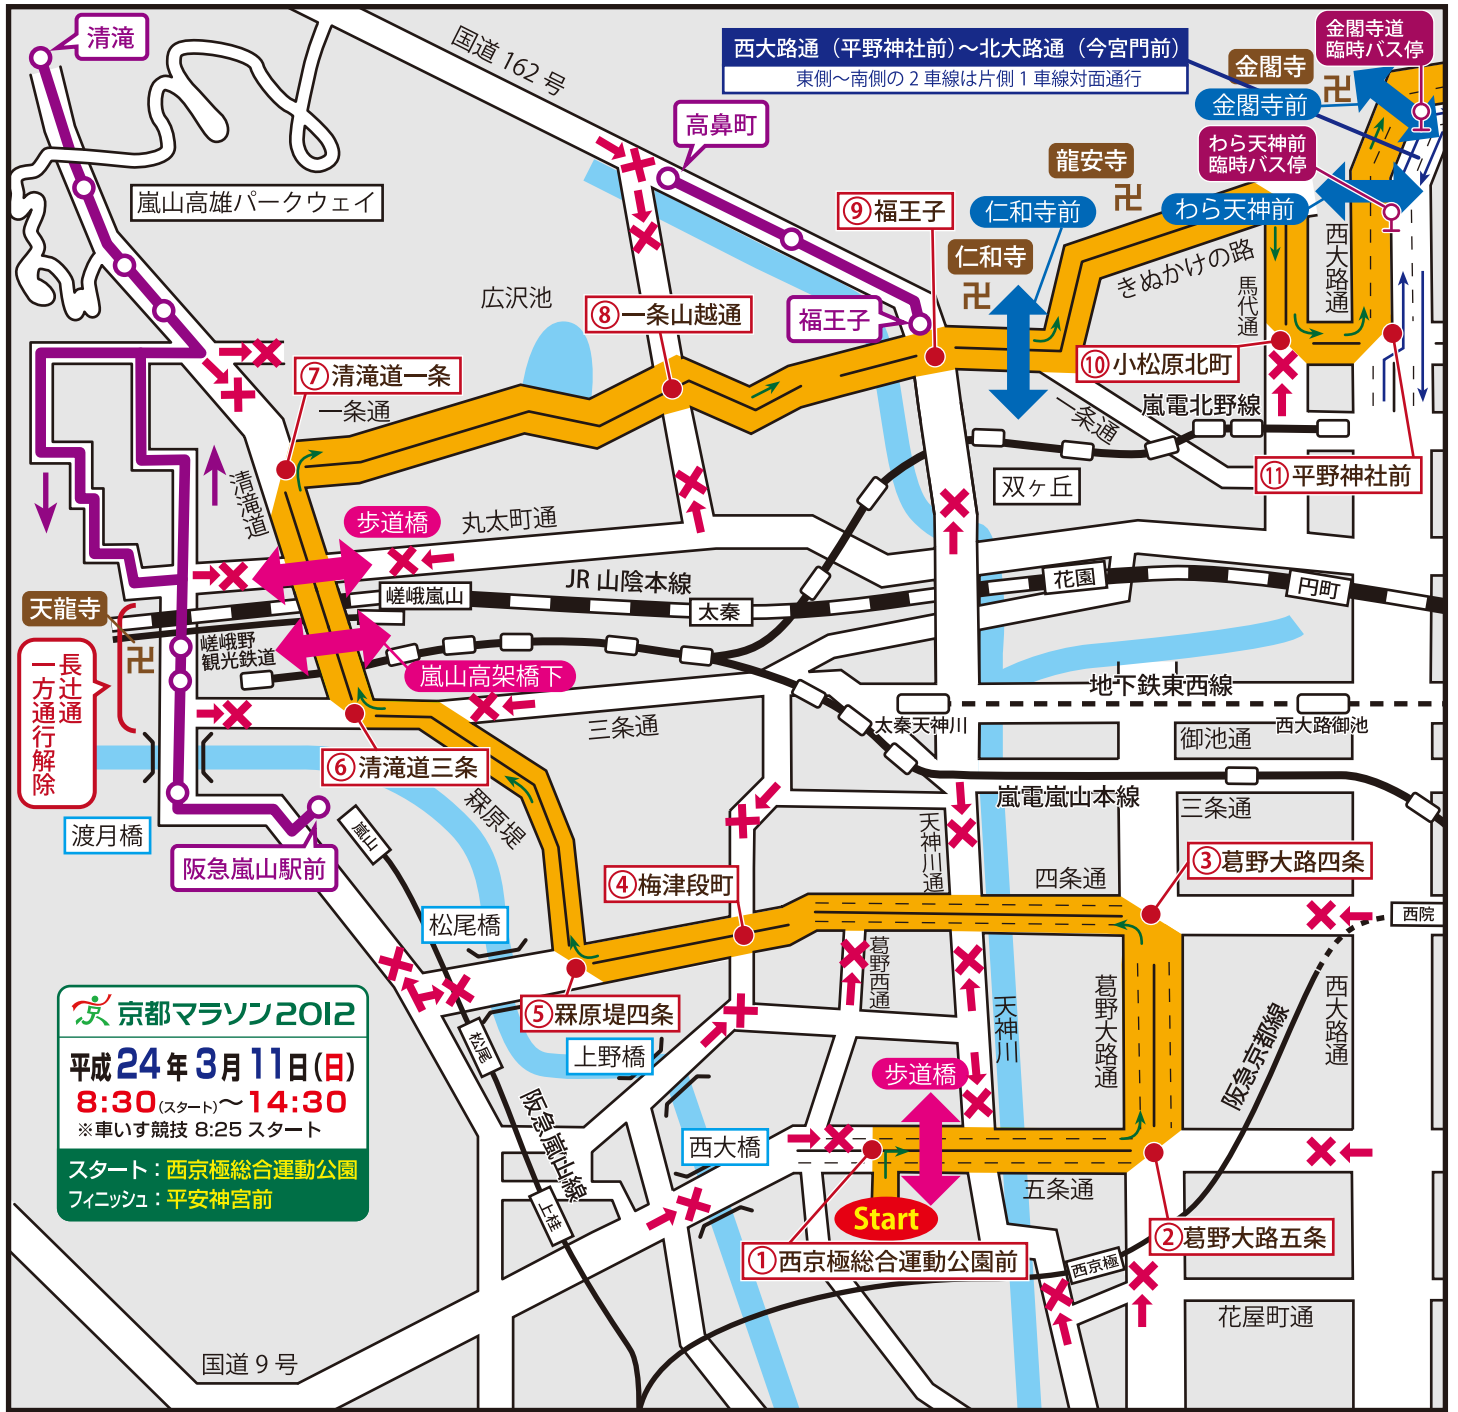 清滝
国道162号
西大路通（平野神社前）～北大路通（今宮門前）
東側～南側の2車線は片側1車線対面通行
金閣寺道
臨時バス停
金閣寺
卍
金閣寺前
高鼻町
わら天神前
臨時バス停
龍安寺
卍
嵐山高雄パークウェイ
⑨福王子
仁和寺前
わら天神前
仁和寺
卍
きぬかけの路
西大路通
馬代通
広沢池
⑧一条山越通
福王子
⑦清滝道一条
⑩小松原北町
一条通
一条通
嵐電北野線
清滝道
双ヶ丘
⑪平野神社前
歩道橋
丸太町通
JR山陰本線
花園
円町
嵯峨嵐山
太秦
天龍寺
卍
嵯峨野
観光鉄道
長辻通
一方通行解除
嵐山高架橋下
地下鉄東西線
太秦天神川
西大路御池
三条通
御池通
⑥清滝道三条
嵐電嵐山本線
三条通
罧原堤
渡月橋
嵐山
阪急嵐山駅前
天神川通
③葛野大路四条
④梅津段町
四条通
西院
松尾橋
葛野西通
葛野大路通
西大路通
天神川
⑤罧原堤四条
松尾
上野橋
阪急京都線
京都マラソン2012
平成24年3月11日(日)
8:30(スタート)～14:30
※車いす競技 8:25 スタート
スタート：西京極総合運動公園
フィニッシュ：平安神宮前
歩道橋
阪急嵐山線
西大橋
上桂
五条通
Start
②葛野大路五条
①西京極総合運動公園前
西京極
花屋町通
国道9号